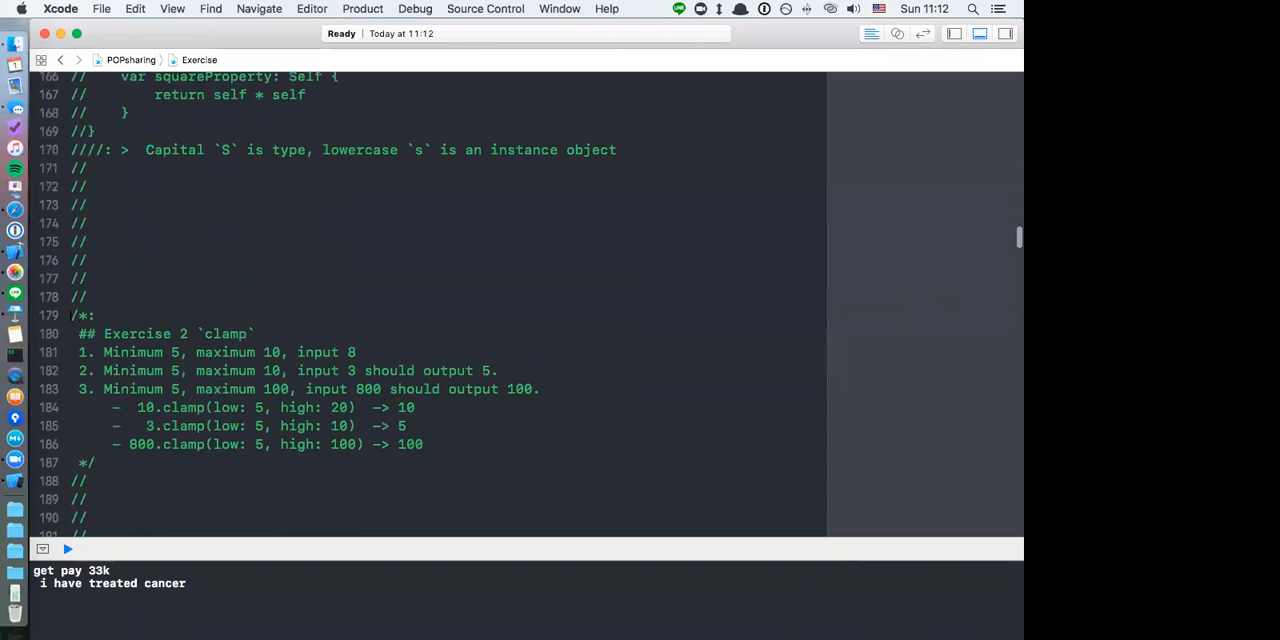 Xcode File Edit View Find Navigate Editor Product Debug Source Control Window Help Sun 11:12
Ready | Today at 11:12
POPsharing Exercise
166 // var squareProperty: Self {
167 // return self * self
168 // }
169 //}
170 ////: > Capital `S` is type, lowercase `s` is an instance object
171 //
172 //
173 //
174 //
175 //
176 //
177 //
178 //
179 /*:
180 ## Exercise 2 `clamp`
181 1. Minimum 5, maximum 10, input 8
182 2. Minimum 5, maximum 10, input 3 should output 5.
183 3. Minimum 5, maximum 100, input 800 should output 100.
184 - 10.clamp(low: 5, high: 20) -> 10
185 - 3.clamp(low: 5, high: 10) -> 5
186 - 800.clamp(low: 5, high: 100) -> 100
187 */
188 //
189 //
190 //
191 //
get pay 33k
i have treated cancer